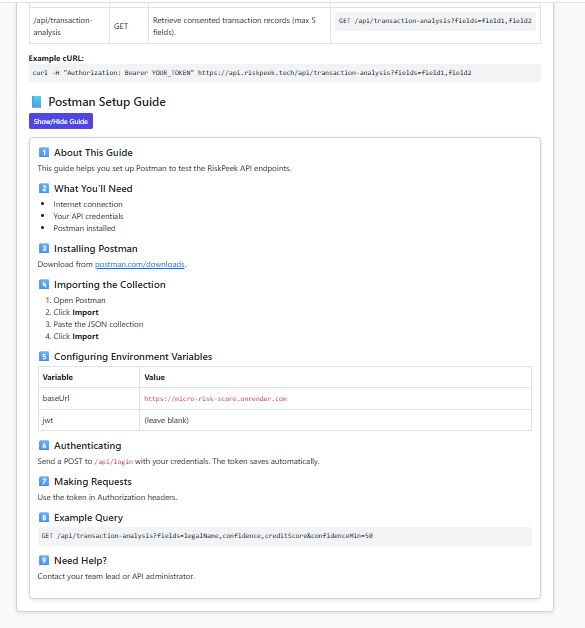 /api/transaction-analysis GET Retrieve consented transaction records (max 5 fields). GET /api/transaction-analysis?fields=field1,field2
Example cURL:
curl -H "Authorization: Bearer YOUR_TOKEN" https://api.riskpeek.tech/api/transaction-analysis?fields=field1,field2
📘 Postman Setup Guide
Show/Hide Guide
1️⃣ About This Guide
This guide helps you set up Postman to test the RiskPeek API endpoints.
2️⃣ What You'll Need
• Internet connection
• Your API credentials
• Postman installed
3️⃣ Installing Postman
Download from postman.com/downloads.
4️⃣ Importing the Collection
1. Open Postman
2. Click Import
3. Paste the JSON collection
4. Click Import
5️⃣ Configuring Environment Variables
Variable Value
baseUrl https://micro-risk-score.onrender.com
jwt (leave blank)
6️⃣ Authenticating
Send a POST to /api/login with your credentials. The token saves automatically.
7️⃣ Making Requests
Use the token in Authorization headers.
8️⃣ Example Query
GET /api/transaction-analysis?fields=legalName,confidence,creditScore&confidenceMin=50
9️⃣ Need Help?
Contact your team lead or API administrator.